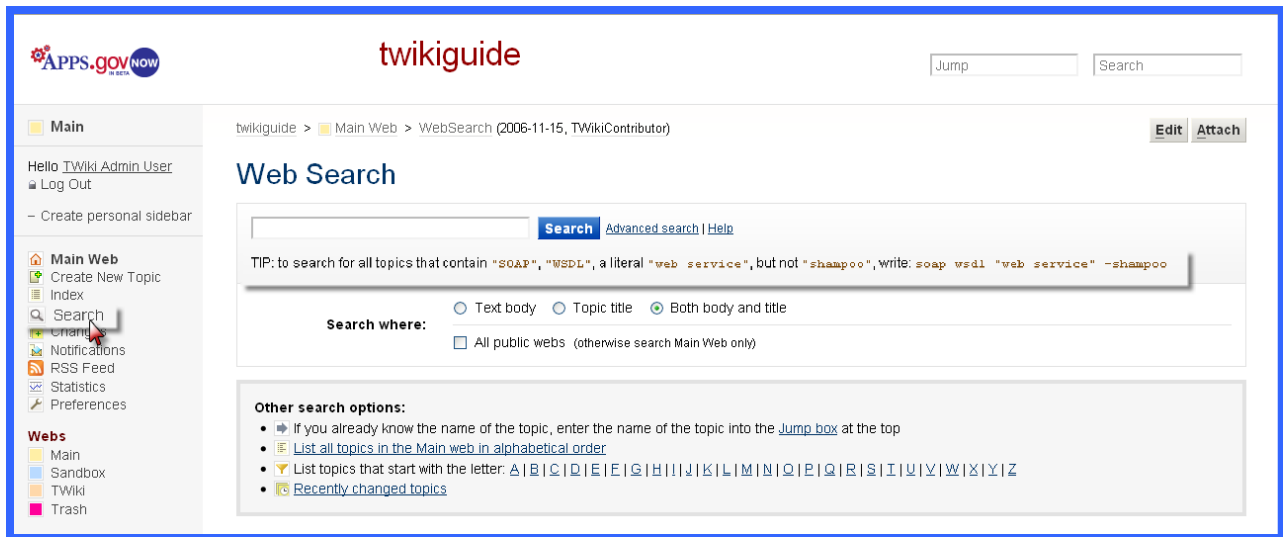 APPS.gov NOW
IN BETA
twikiguide
Jump
Search
Main
Hello TWiki Admin User
Log Out
– Create personal sidebar
Main Web
Create New Topic
Index
Search
Changes
Notifications
RSS Feed
Statistics
Preferences
Webs
Main
Sandbox
TWiki
Trash
twikiguide > Main Web > WebSearch (2006-11-15, TWikiContributor)
Edit Attach
Web Search
Search Advanced search | Help
TIP: to search for all topics that contain "SOAP", "WSDL", a literal "web service", but not "shampoo", write: soap wsdl "web service" -shampoo
Search where:
Text body Topic title Both body and title
All public webs (otherwise search Main Web only)
Other search options:
• If you already know the name of the topic, enter the name of the topic into the Jump box at the top
• List all topics in the Main web in alphabetical order
• List topics that start with the letter: A | B | C | D | E | F | G | H | I | J | K | L | M | N | O | P | Q | R | S | T | U | V | W | X | Y | Z
• Recently changed topics